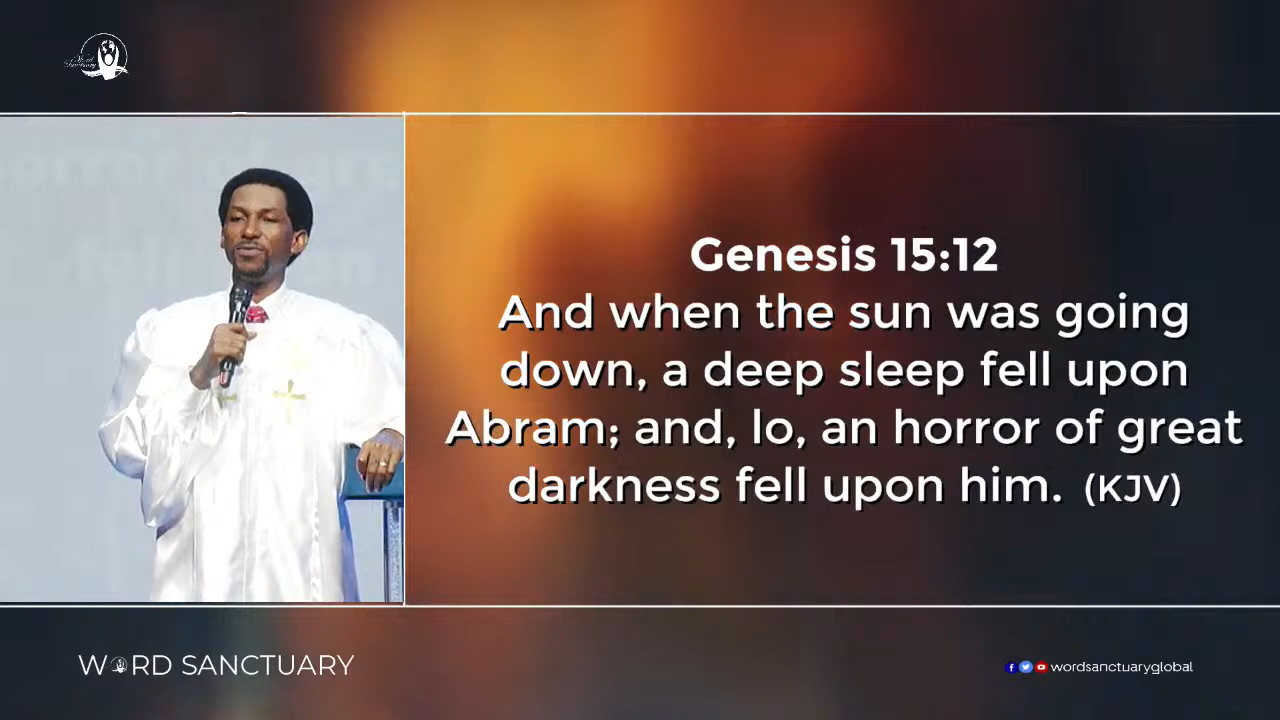 Genesis 15:12
And when the sun was going
down, a deep sleep fell upon
Abram; and, lo, an horror of great
darkness fell upon him. (KJV)
WORD SANCTUARY
wordsanctuaryglobal